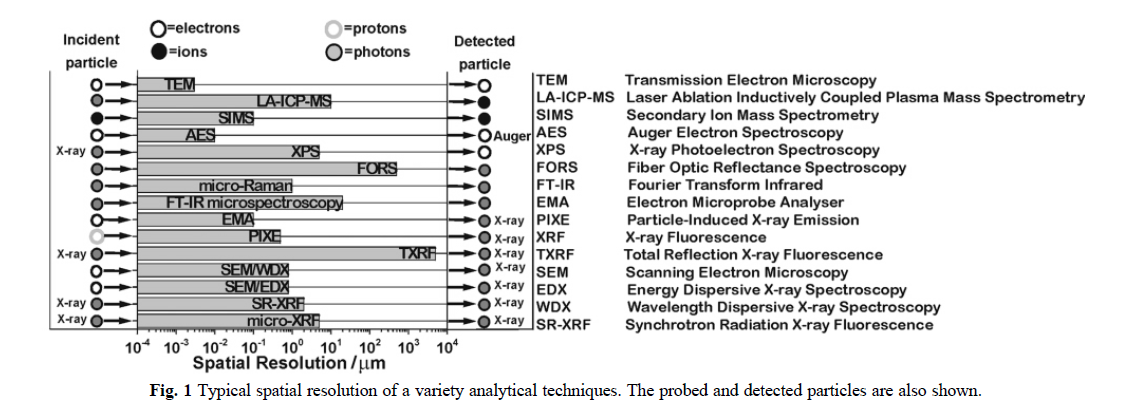 =electrons =protons
=ions =photons
Incident particle
Detected particle
TEM
LA-ICP-MS
SIMS
AES Auger
X-ray XPS
FORS
micro-Raman
FT-IR microspectroscopy
EMA X-ray
PIXE X-ray
X-ray TXRF X-ray
SEM/WDX X-ray
SEM/EDX X-ray
X-ray SR-XRF X-ray
X-ray micro-XRF X-ray
10⁻⁴ 10⁻³ 10⁻² 10⁻¹ 10⁰ 10¹ 10² 10³ 10⁴
Spatial Resolution /µm
TEM Transmission Electron Microscopy
LA-ICP-MS Laser Ablation Inductively Coupled Plasma Mass Spectrometry
SIMS Secondary Ion Mass Spectrometry
AES Auger Electron Spectroscopy
XPS X-ray Photoelectron Spectroscopy
FORS Fiber Optic Reflectance Spectroscopy
FT-IR Fourier Transform Infrared
EMA Electron Microprobe Analyser
PIXE Particle-Induced X-ray Emission
XRF X-ray Fluorescence
TXRF Total Reflection X-ray Fluorescence
SEM Scanning Electron Microscopy
EDX Energy Dispersive X-ray Spectroscopy
WDX Wavelength Dispersive X-ray Spectroscopy
SR-XRF Synchrotron Radiation X-ray Fluorescence
Fig. 1 Typical spatial resolution of a variety analytical techniques. The probed and detected particles are also shown.